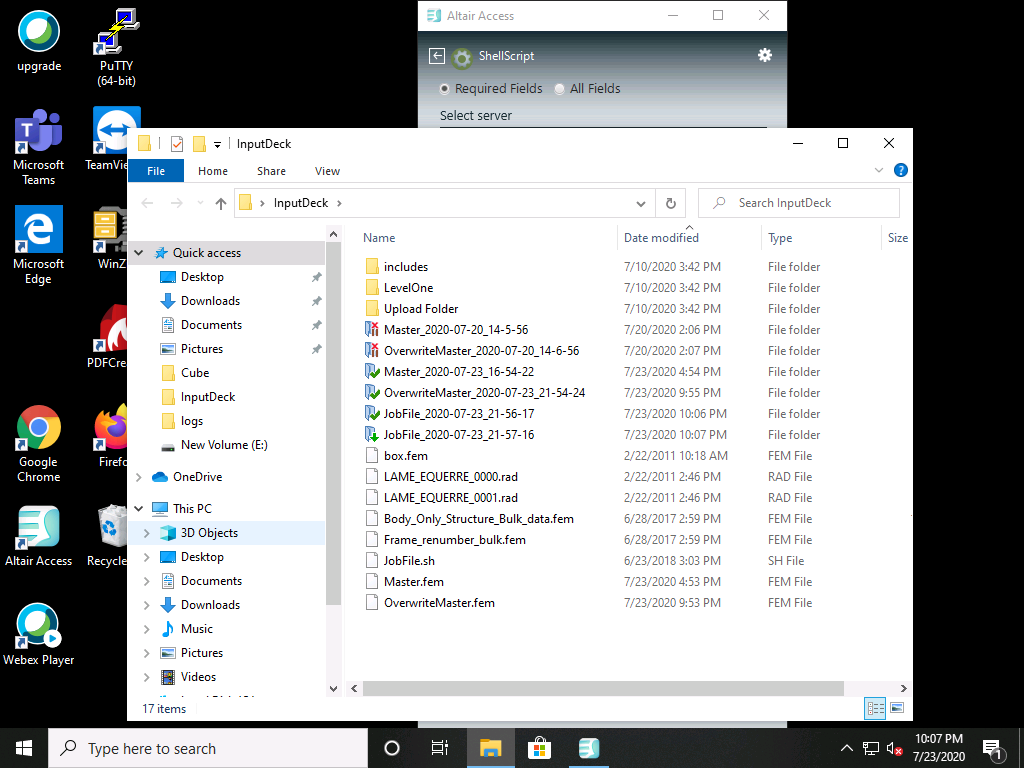 upgrade
PuTTY
(64-bit)
Altair Access
ShellScript
Required Fields
All Fields
Select server
Microsoft
Teams
TeamView
InputDeck
File
Home
Share
View
InputDeck
Search InputDeck
Microsoft
Edge
WinZ
Name
Date modified
Type
Size
Quick access
Desktop
Downloads
Documents
Pictures
Cube
InputDeck
logs
New Volume (E:)
OneDrive
This PC
3D Objects
Desktop
Documents
Downloads
Music
Pictures
Videos
includes 7/10/2020 3:42 PM File folder
LevelOne 7/10/2020 3:42 PM File folder
Upload Folder 7/10/2020 3:42 PM File folder
Master_2020-07-20_14-5-56 7/20/2020 2:06 PM File folder
OverwriteMaster_2020-07-20_14-6-56 7/20/2020 2:07 PM File folder
Master_2020-07-23_16-54-22 7/23/2020 4:54 PM File folder
OverwriteMaster_2020-07-23_21-54-24 7/23/2020 9:55 PM File folder
JobFile_2020-07-23_21-56-17 7/23/2020 10:06 PM File folder
JobFile_2020-07-23_21-57-16 7/23/2020 10:07 PM File folder
box.fem 2/22/2011 10:18 AM FEM File
LAME_EQUERRE_0000.rad 2/22/2011 2:46 PM RAD File
LAME_EQUERRE_0001.rad 2/22/2011 2:46 PM RAD File
Body_Only_Structure_Bulk_data.fem 6/28/2017 2:59 PM FEM File
Frame_renumber_bulk.fem 6/28/2017 2:59 PM FEM File
JobFile.sh 6/23/2018 3:03 PM SH File
Master.fem 7/23/2020 4:53 PM FEM File
OverwriteMaster.fem 7/23/2020 9:53 PM FEM File
17 items
PDFCrea
Google
Chrome
Firefo
Altair Access
Recycle
Webex Player
Type here to search
10:07 PM
7/23/2020
1